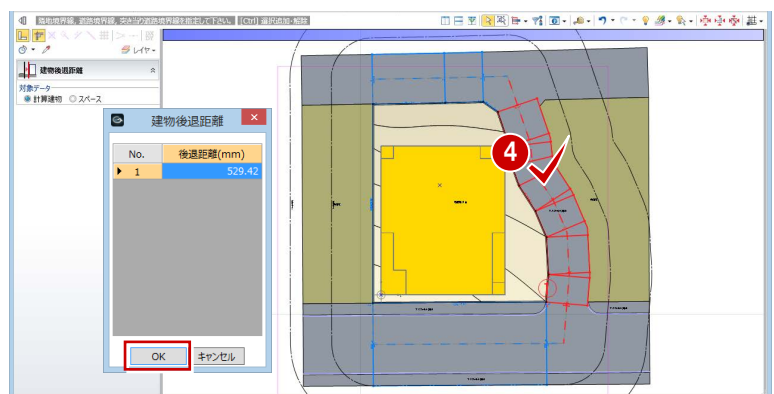 隣地境界線、道路境界線、突き当り道路境界線を指定して下さい。 [Ctrl] 選択追加・解除
レイヤ
建物後退距離
対象データ
計算建物 スペース
建物後退距離
No. 後退距離(mm)
1 529.42
OK キャンセル
4